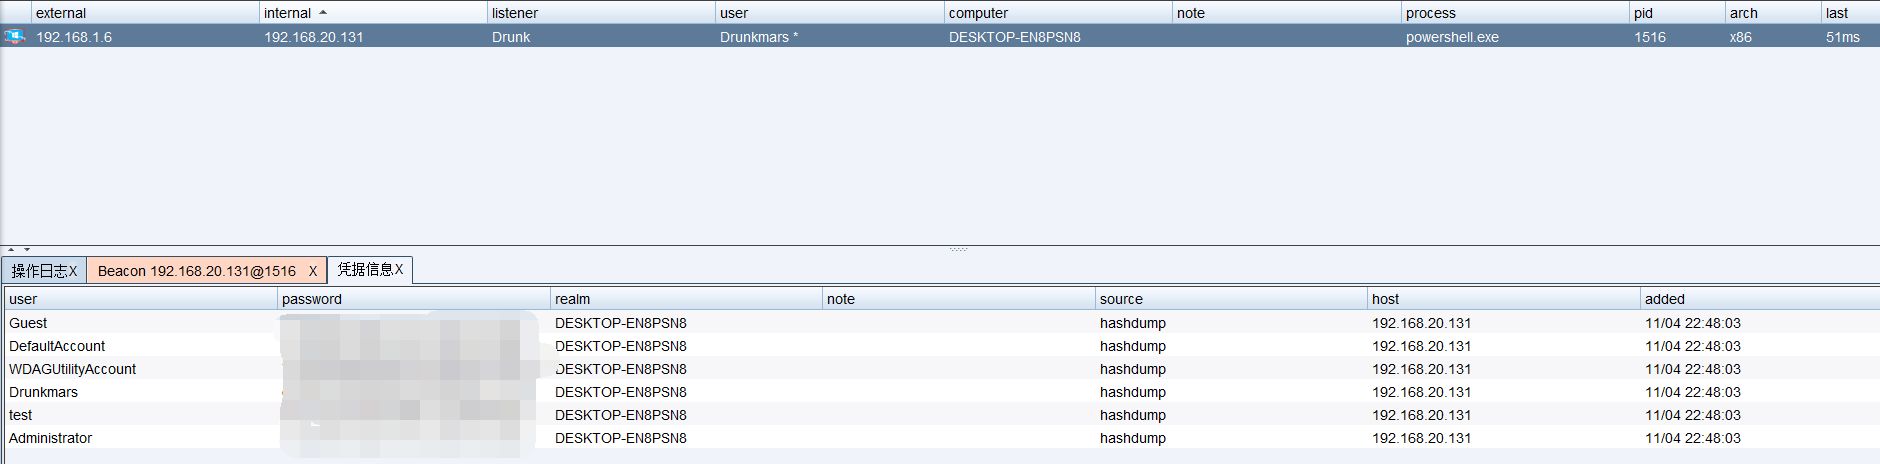 external internal listener user computer note process pid arch last
192.168.1.6 192.168.20.131 Drunk Drunkmars * DESKTOP-EN8PSN8 powershell.exe 1516 x86 51ms
操作日志X Beacon 192.168.20.131@1516 X 凭据信息X
user password realm note source host added
Guest DESKTOP-EN8PSN8 hashdump 192.168.20.131 11/04 22:48:03
DefaultAccount DESKTOP-EN8PSN8 hashdump 192.168.20.131 11/04 22:48:03
WDAGUtilityAccount DESKTOP-EN8PSN8 hashdump 192.168.20.131 11/04 22:48:03
Drunkmars DESKTOP-EN8PSN8 hashdump 192.168.20.131 11/04 22:48:03
test DESKTOP-EN8PSN8 hashdump 192.168.20.131 11/04 22:48:03
Administrator DESKTOP-EN8PSN8 hashdump 192.168.20.131 11/04 22:48:03